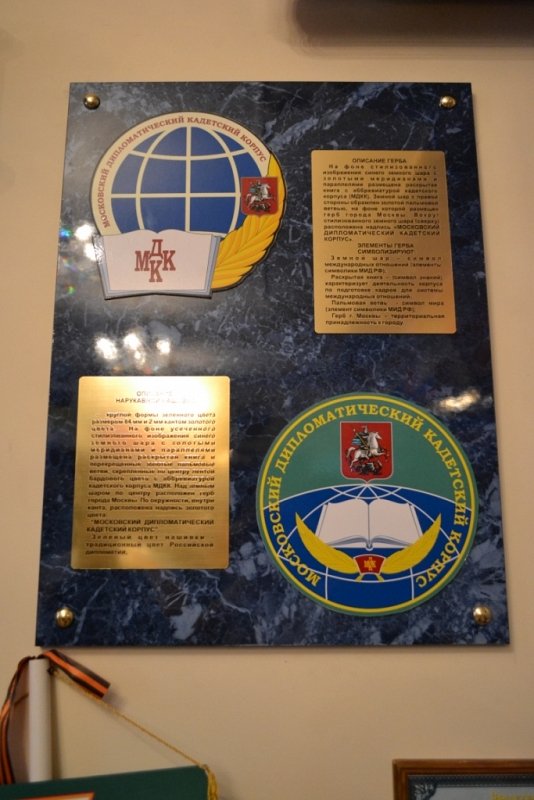 МОСКОВСКИЙ ДИПЛОМАТИЧЕСКИЙ КАДЕТСКИЙ КОРПУС
МДКК
ОПИСАНИЕ ГЕРБА
На фоне стилизованного
изображения синего земного шара с
золотыми меридианами и
параллелями размещена раскрытая
книга с аббревиатурой кадетского
корпуса (МДКК). Земной шар с правой
стороны обрамлен золотой пальмовой
ветвью, на фоне которой размещен
герб города Москвы. Вокруг
стилизованного земного шара (сверху)
расположена надпись «МОСКОВСКИЙ
ДИПЛОМАТИЧЕСКИЙ КАДЕТСКИЙ
КОРПУС».
ЭЛЕМЕНТЫ ГЕРБА
СИМВОЛИЗИРУЮТ
Земной шар - символ
международных отношений (элементы
символики МИД РФ);
Раскрытая книга - (символ знаний)
характеризует деятельность корпуса
по подготовке кадров для системы
международных отношений.
Пальмовая ветвь - символ мира
(элемент символики МИД РФ);
Герб г. Москвы - территориальная
принадлежность к городу.
ОПИСАНИЕ
НАРУКАВНОЙ
круглой формы зеленного цвета
размером 84 мм и 2 мм кантом золотого
цвета. На фоне усеченного
стилизованного изображения синего
земного шара с золотыми
меридианами и параллелями
размещена раскрытая книга и
перекрещенные золотые пальмовые
ветви, скрепленные по центру лентой
бардового цвета с аббревиатурой
кадетского корпуса МДКК. Над земным
шаром по центру расположен герб
города Москвы. По окружности, внутри
канта, расположена надпись золотого
цвета:
"МОСКОВСКИЙ ДИПЛОМАТИЧЕСКИЙ
КАДЕТСКИЙ КОРПУС".
Зеленый цвет нашивки -
традиционный цвет Российской
дипломатии.
МОСКОВСКИЙ ДИПЛОМАТИЧЕСКИЙ КАДЕТСКИЙ КОРПУС
МДКК